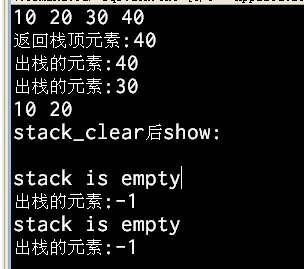 10 20 30 40
返回栈顶元素:40
出栈的元素:40
出栈的元素:30
10 20
stack_clear后show:
stack is empty
出栈的元素:-1
stack is empty
出栈的元素:-1